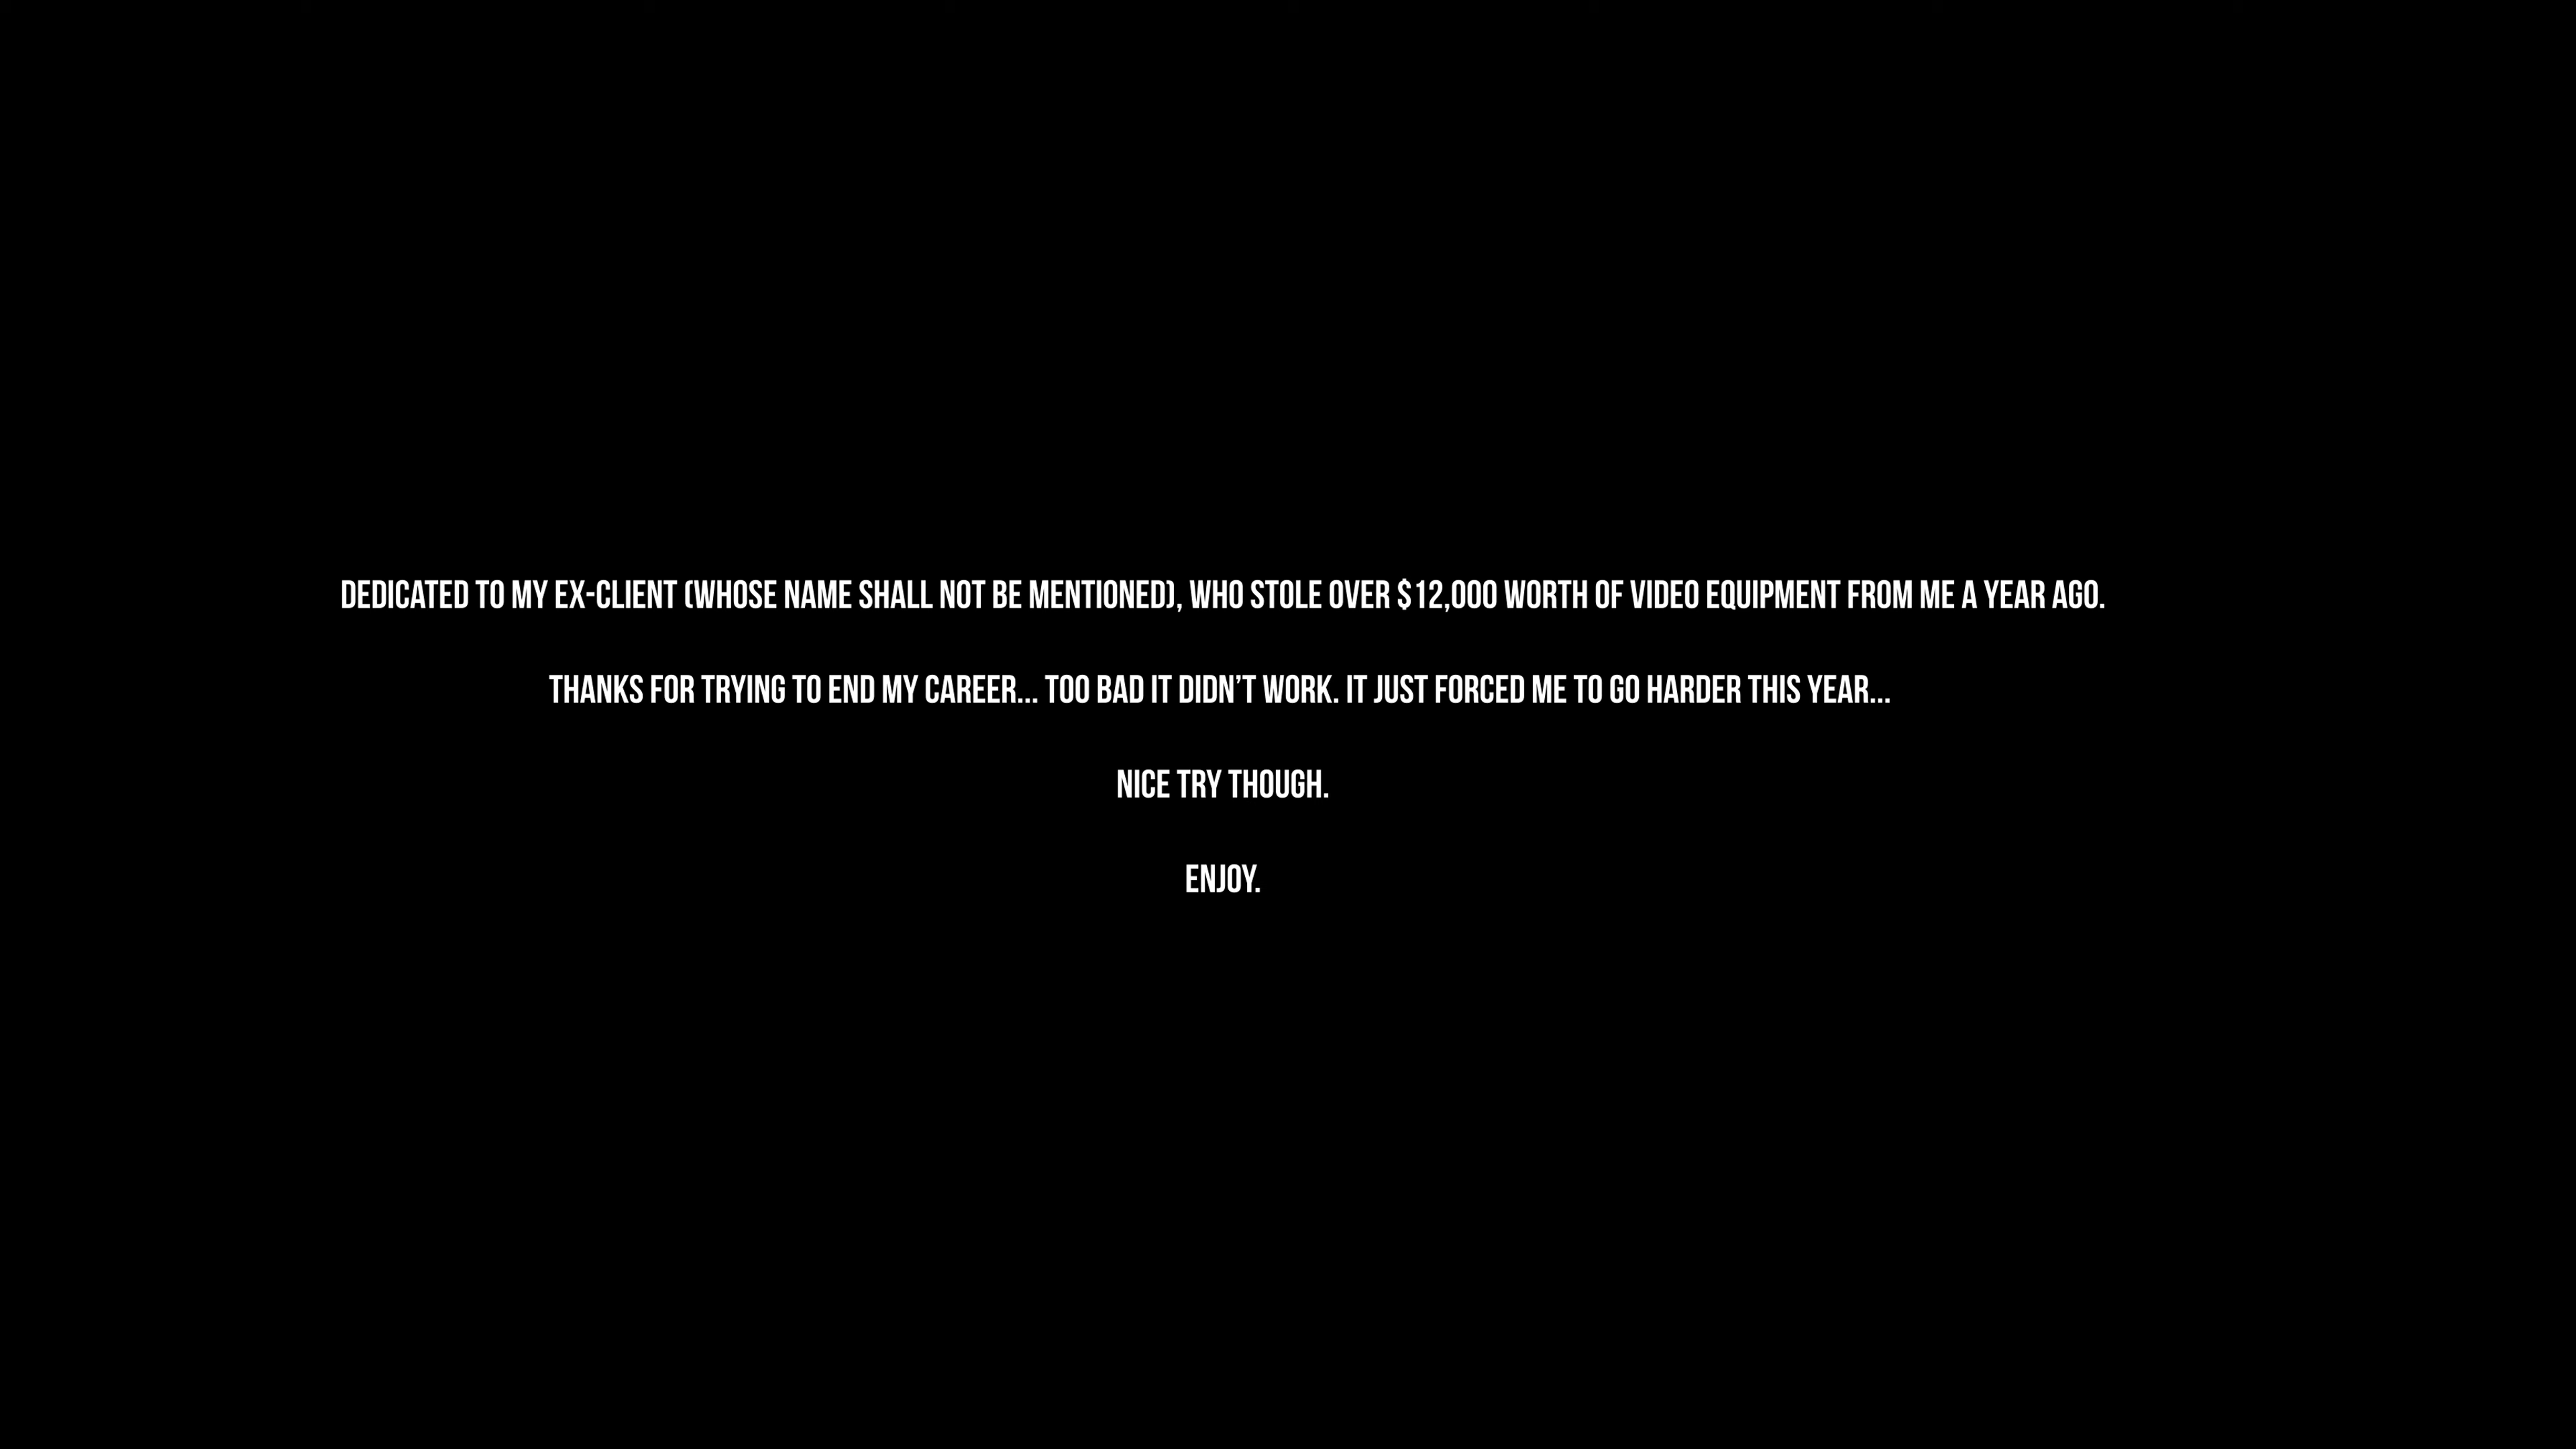 DEDICATED TO MY EX-CLIENT (WHOSE NAME SHALL NOT BE MENTIONED), WHO STOLE OVER $12,000 WORTH OF VIDEO EQUIPMENT FROM ME A YEAR AGO.
THANKS FOR TRYING TO END MY CAREER... TOO BAD IT DIDN'T WORK. IT JUST FORCED ME TO GO HARDER THIS YEAR...
NICE TRY THOUGH.
ENJOY.